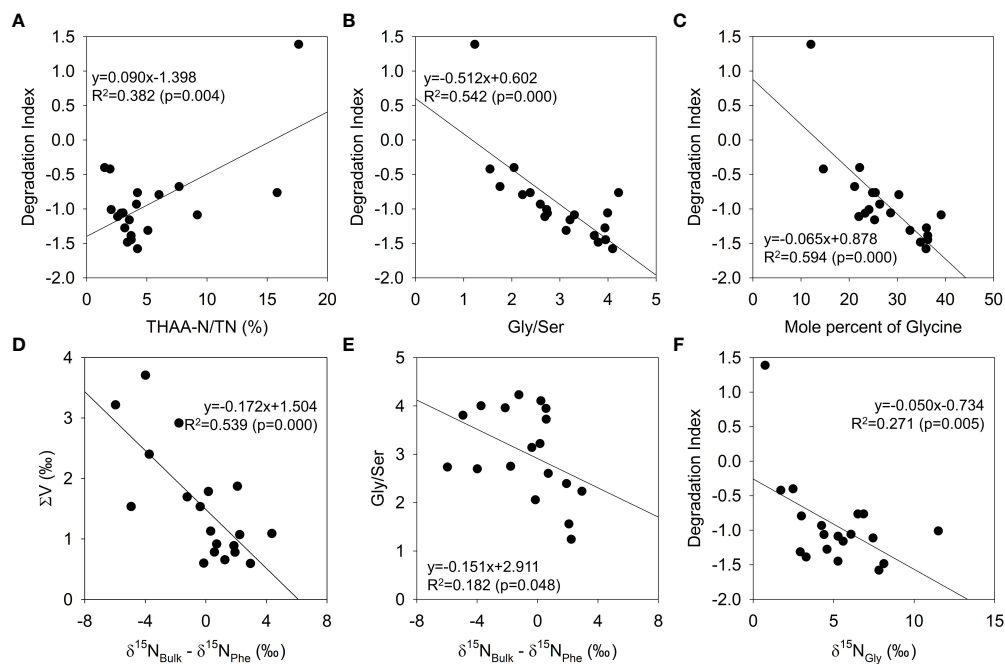 A
1.5
1.0
0.5
0.0
-0.5
-1.0
-1.5
-2.0
Degradation Index
y=0.090x-1.398
R²=0.382 (p=0.004)
0 5 10 15 20
THAA-N/TN (%)
B
1.5
1.0
0.5
0.0
-0.5
-1.0
-1.5
-2.0
Degradation Index
y=-0.512x+0.602
R²=0.542 (p=0.000)
0 1 2 3 4 5
Gly/Ser
C
1.5
1.0
0.5
0.0
-0.5
-1.0
-1.5
-2.0
Degradation Index
y=-0.065x+0.878
R²=0.594 (p=0.000)
0 10 20 30 40 50
Mole percent of Glycine
D
4
3
2
1
0
ΣV (‰)
y=-0.172x+1.504
R²=0.539 (p=0.000)
-8 -4 0 4 8
δ¹⁵N_Bulk - δ¹⁵N_Phe (‰)
E
5
4
3
2
1
0
Gly/Ser
y=-0.151x+2.911
R²=0.182 (p=0.048)
-8 -4 0 4 8
δ¹⁵N_Bulk - δ¹⁵N_Phe (‰)
F
1.5
1.0
0.5
0.0
-0.5
-1.0
-1.5
-2.0
Degradation Index
y=-0.050x-0.734
R²=0.271 (p=0.005)
0 5 10 15
δ¹⁵N_Gly (‰)